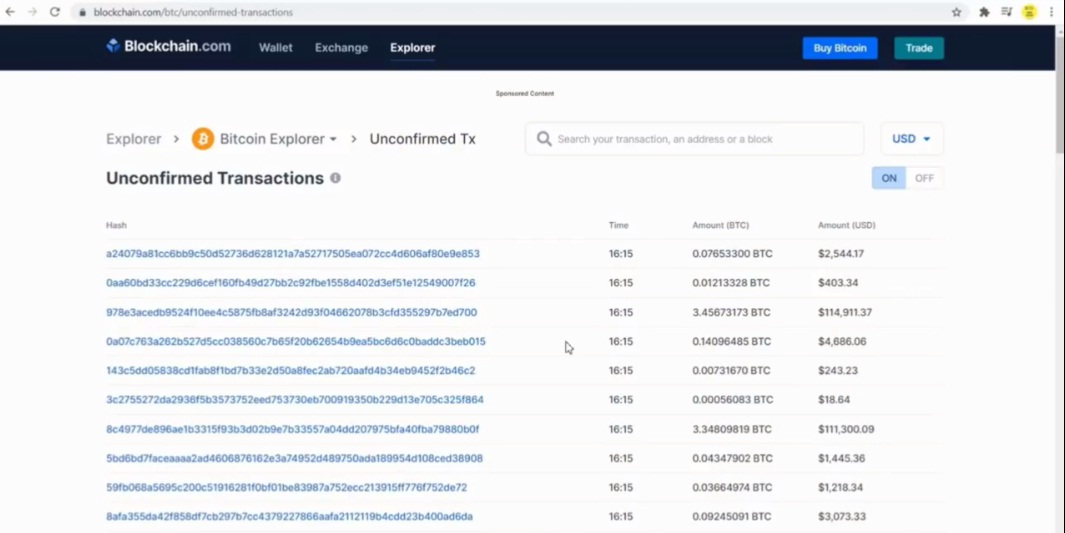 blockchain.com/btc/unconfirmed-transactions
Blockchain.com Wallet Exchange Explorer Buy Bitcoin Trade
Sponsored Content
Explorer > Bitcoin Explorer > Unconfirmed Tx Search your transaction, an address or a block USD
Unconfirmed Transactions ON OFF
Hash Time Amount (BTC) Amount (USD)
a24079a81cc6bb9c50d52736d628121a7a52717505ea072cc4d606af80e9e853 16:15 0.07653300 BTC $2,544.17
0aa60bd33cc229d6cef160fb49d27bb2c92fbe1558d402d3ef51e12549007f26 16:15 0.01213328 BTC $403.34
978e3acedb9524f10ee4c5875fb8af3242d93f04662078b3cfd355297b7ed700 16:15 3.45673173 BTC $114,911.37
0a07c763a262b527d5cc038560c7b65f20b62654b9ea5bc6d6c0baddc3beb015 16:15 0.14096485 BTC $4,686.06
143c5dd05838cd1fab8f1bd7b33e2d50a8fec2ab720aafd4b34eb9452f2b46c2 16:15 0.00731670 BTC $243.23
3c2755272da2936f5b3573752eed753730eb700919350b229d13e705c325f864 16:15 0.00056083 BTC $18.64
8c4977de896ae1b3315f93b3d02b9e7b33557a04dd207975bfa40fba79880b0f 16:15 3.34809819 BTC $111,300.09
5bd6bd7faceaaaa2ad4606876162e3a74952d489750ada189954d108ced38908 16:15 0.04347902 BTC $1,445.36
59fb068a5695c200c51916281f0bf01be83987a752ecc213915ff776f752de72 16:15 0.03664974 BTC $1,218.34
8afa355da42f858df7cb297b7cc4379227866aafa2112119b4cdd23b400ad6da 16:15 0.09245091 BTC $3,073.33